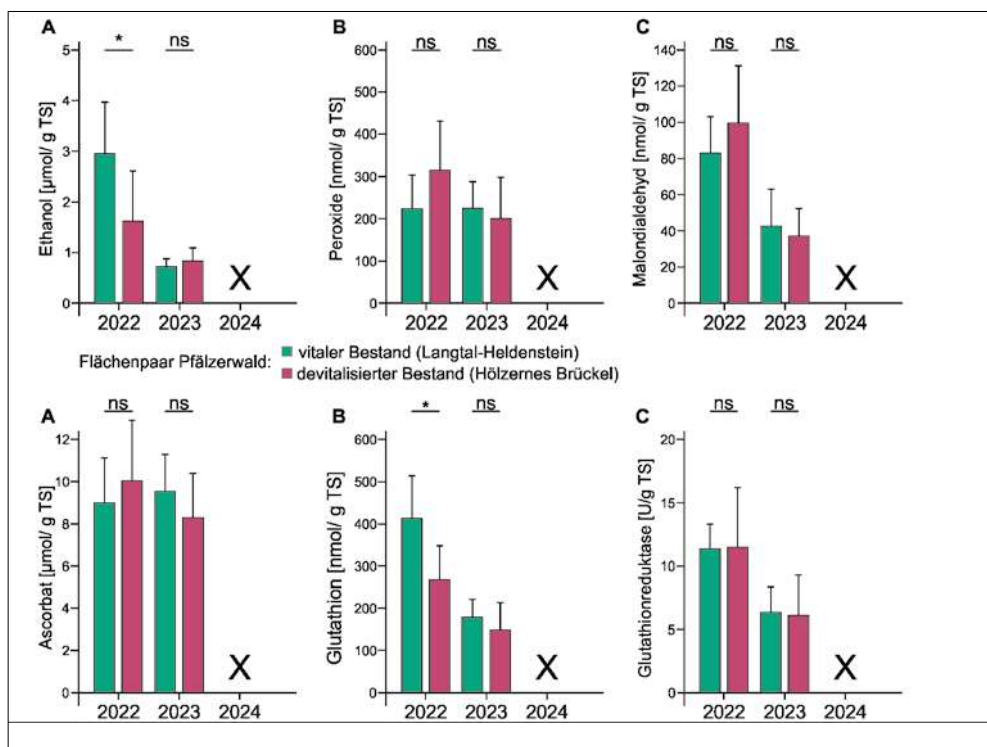 A
B
C
* ns
ns ns
ns ns
Ethanol [µmol/ g TS]
5
4
3
2
1
0
2022 2023 2024
X
Peroxide [nmol/ g TS]
600
500
400
300
200
100
0
2022 2023 2024
X
Malondialdehyd [nmol/ g TS]
140
120
100
80
60
40
20
0
2022 2023 2024
X
Flächenpaar Pfälzerwald:
vitaler Bestand (Langtal-Heldenstein)
devitalisierter Bestand (Hölzernes Brückel)
A
B
C
ns ns
* ns
ns ns
Ascorbat [µmol/ g TS]
12
10
8
6
4
2
0
2022 2023 2024
X
Glutathion [nmol/ g TS]
600
500
400
300
200
100
0
2022 2023 2024
X
Glutathionreduktase [U/g TS]
20
15
10
5
0
2022 2023 2024
X